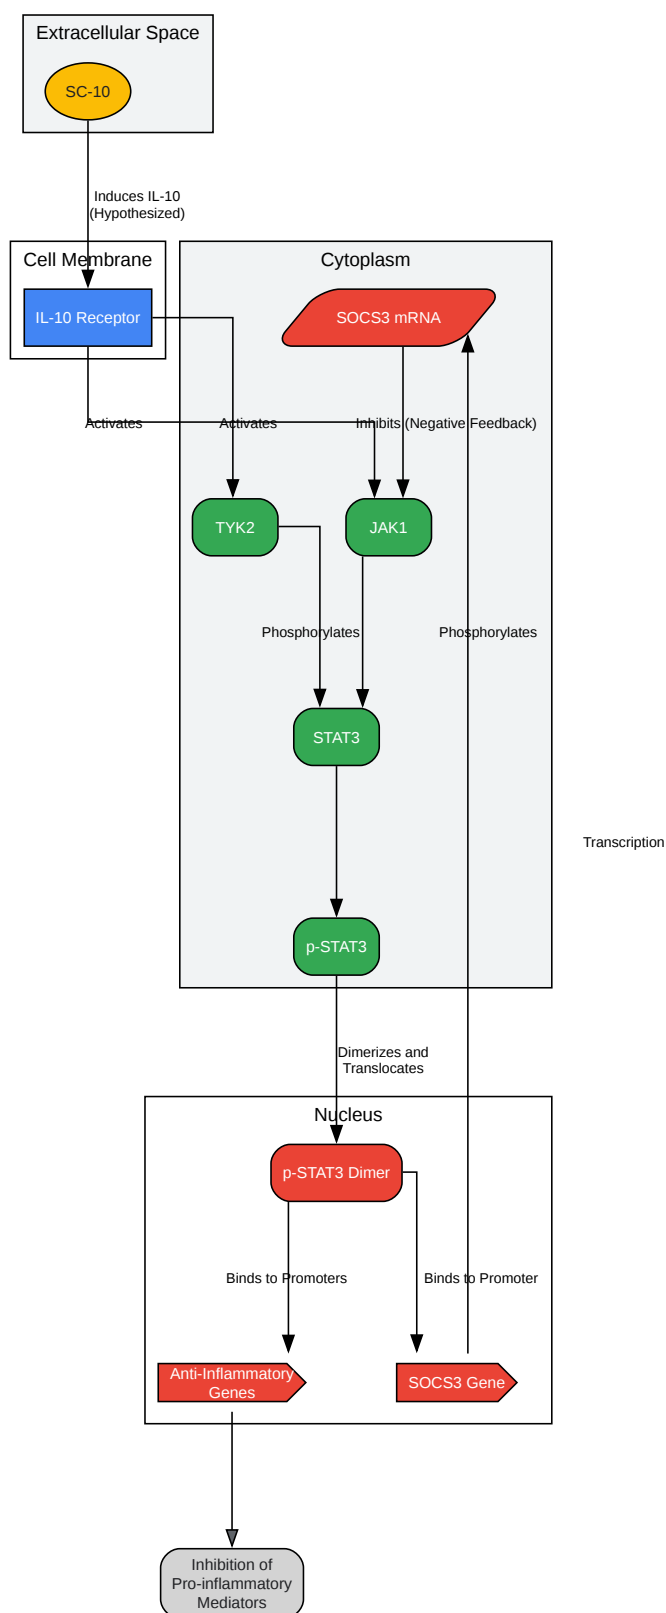 Extracellular Space
SC-10
Induces IL-10
(Hypothesized)
Cell Membrane
Cytoplasm
IL-10 Receptor
SOCS3 mRNA
Activates
Activates
Inhibits (Negative Feedback)
TYK2
JAK1
Phosphorylates
Phosphorylates
STAT3
Transcription
p-STAT3
Dimerizes and
Translocates
Nucleus
p-STAT3 Dimer
Binds to Promoters
Binds to Promoter
Anti-Inflammatory
Genes
SOCS3 Gene
Inhibition of
Pro-inflammatory
Mediators